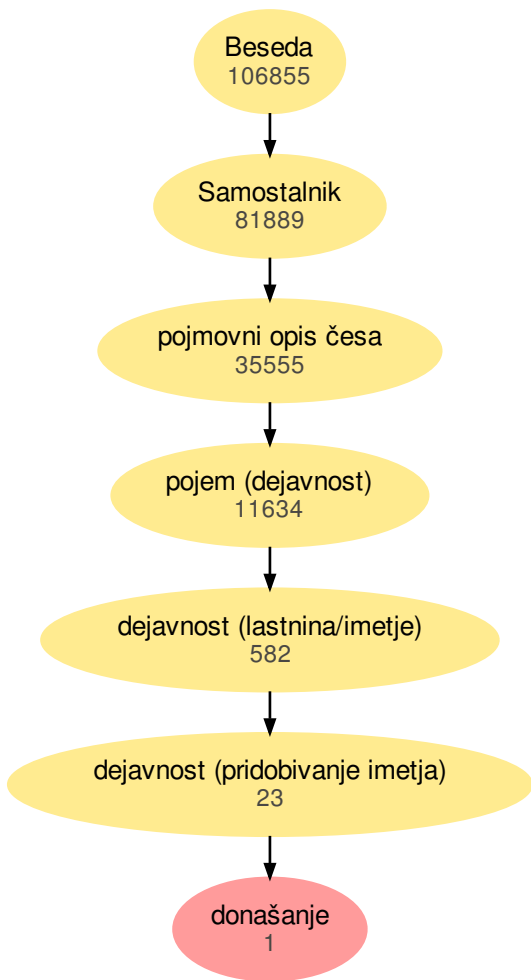 Beseda
106855
Samostalnik
81889
pojmovni opis česa
35555
pojem (dejavnost)
11634
dejavnost (lastnina/imetje)
582
dejavnost (pridobivanje imetja)
23
donašanje
1